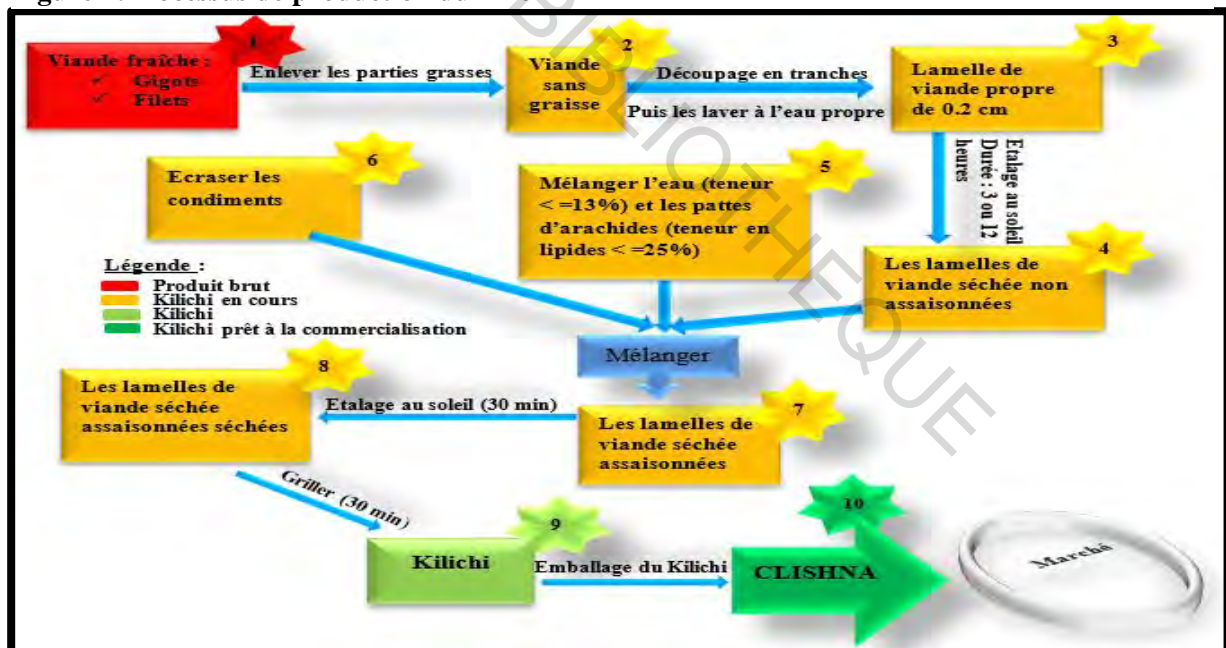 1
Viande fraîche :
✓ Gigots
✓ Filets
Enlever les parties grasses
2
Viande
sans
graisse
Découpage en tranches
Puis les laver à l'eau propre
3
Lamelle de
viande propre
de 0.2 cm
Etalage au soleil
Durée : 3 ou 12
heures
6
Ecraser les
condiments
5
Mélanger l'eau (teneur
< =13%) et les pattes
d'arachides (teneur en
lipides < =25%)
4
Les lamelles de
viande séchée non
assaisonnées
Légende :
Produit brut
Kilichi en cours
Kilichi
Kilichi prêt à la commercialisation
Mélanger
8
Les lamelles de
viande séchée
assaisonnées séchées
Etalage au soleil (30 min)
7
Les lamelles de
viande séchée
assaisonnées
Griller (30 min)
9
Kilichi
Emballage du Kilichi
10
CLISHNA
Marché
BIBLIOTHEQUE